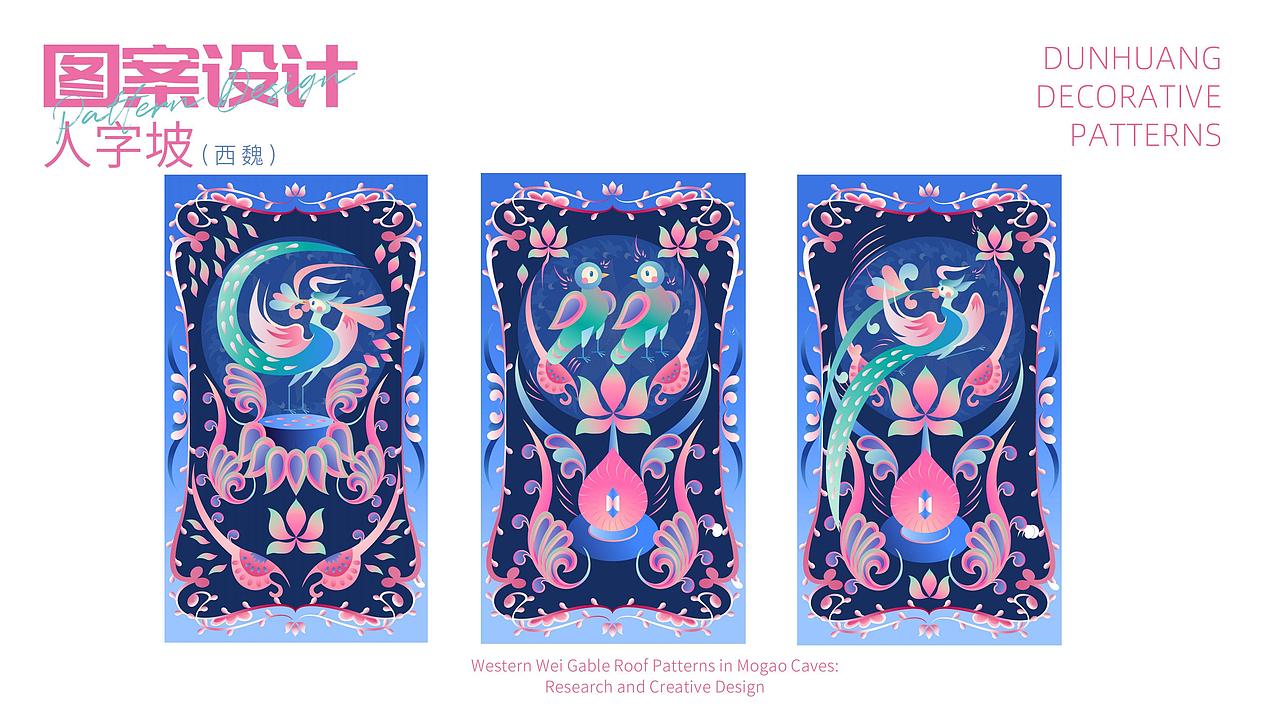 图案设计
Pattern Design
人字坡(西魏)
DUNHUANG
DECORATIVE
PATTERNS
Western Wei Gable Roof Patterns in Mogao Caves:
Research and Creative Design